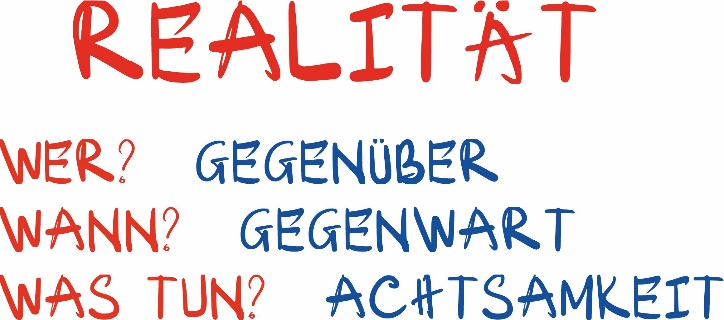 REALITÄT
WER? GEGENÜBER
WANN? GEGENWART
WAS TUN? ACHTSAMKEIT